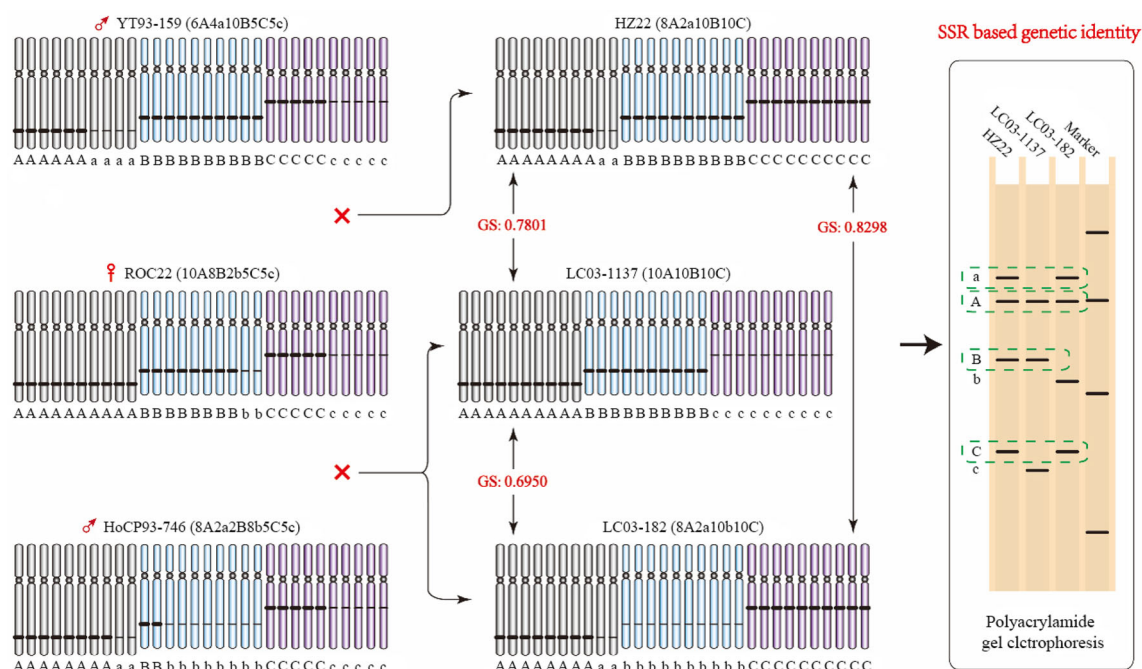 ♂ YT93-159 (6A4a10B5C5c)
HZ22 (8A2a10B10C)
SSR based genetic identity
AAAAAAaaaaBBBBBBBBBBCCCCCccccc
AAAAAAAAaaBBBBBBBBBBCCCCCCCCCC
GS: 0.7801
GS: 0.8298
♀ ROC22 (10A8B2b5C5c)
LC03-1137 (10A10B10C)
AAAAAAAAAABBBBBBBBbbCCCCCccccc
AAAAAAAAAABBBBBBBBBBcccccccccc
GS: 0.6950
♂ HoCP93-746 (8A2a2B8b5C5c)
LC03-182 (8A2a10b10C)
AAAAAAAAaaBBbbbbbbbbCCCCCccccc
AAAAAAAAaabbbbbbbbbbCCCCCCCCCC
HZ22
LC03-1137
LC03-182
Marker
a
A
B
b
C
c
Polyacrylamide
gel clctrophoresis